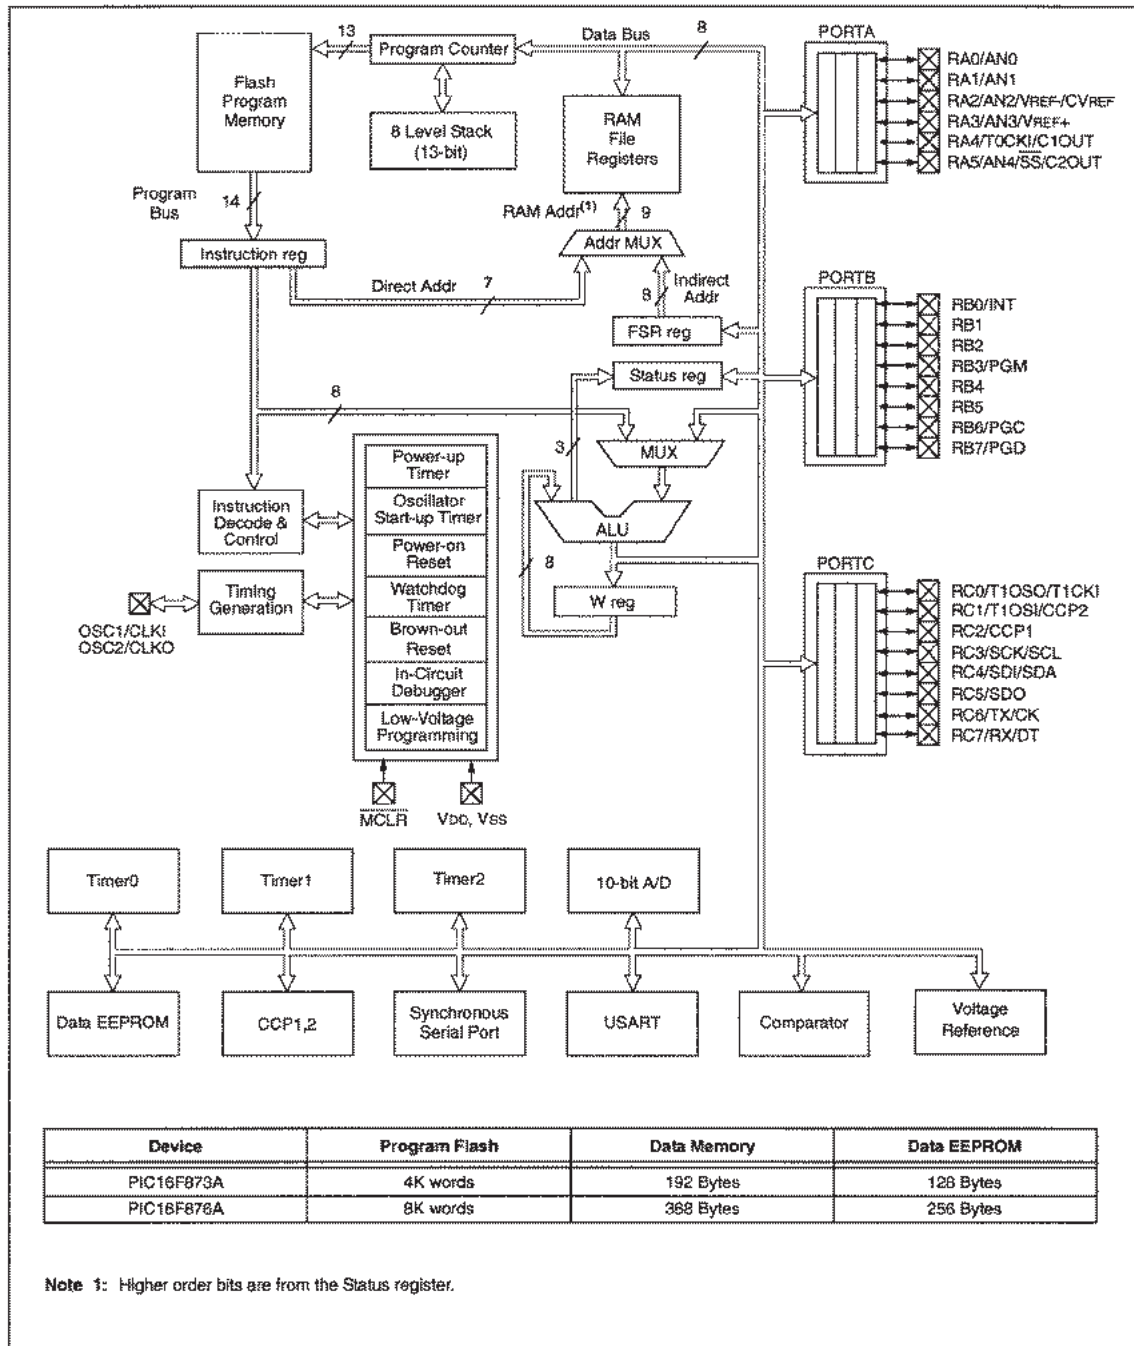 13
Program Counter
Data Bus
8
PORTA
Flash
Program
Memory
8 Level Stack
(13-bit)
RAM
File
Registers
RA0/AN0
RA1/AN1
RA2/AN2/VREF-/CVREF
RA3/AN3/VREF+
RA4/T0CKI/C1OUT
RA5/AN4/SS/C2OUT
Program
Bus
14
RAM Addr(1)
9
Instruction reg
Addr MUX
Direct Addr
7
8
Indirect
Addr
FSR reg
Status reg
PORTB
RB0/INT
RB1
RB2
RB3/PGM
RB4
RB5
RB6/PGC
RB7/PGD
8
3
MUX
Power-up
Timer
Oscillator
Start-up Timer
Power-on
Reset
Watchdog
Timer
Brown-out
Reset
In-Circuit
Debugger
Low-Voltage
Programming
Instruction
Decode &
Control
Timing
Generation
OSC1/CLKI
OSC2/CLKO
ALU
8
W reg
PORTC
RC0/T1OSO/T1CKI
RC1/T1OSI/CCP2
RC2/CCP1
RC3/SCK/SCL
RC4/SDI/SDA
RC5/SDO
RC6/TX/CK
RC7/RX/DT
MCLR
VDD, VSS
Timer0
Timer1
Timer2
10-bit A/D
Data EEPROM
CCP1,2
Synchronous
Serial Port
USART
Comparator
Voltage
Reference
Device Program Flash Data Memory Data EEPROM
PIC16F873A 4K words 192 Bytes 128 Bytes
PIC16F876A 8K words 368 Bytes 256 Bytes
Note 1: Higher order bits are from the Status register.